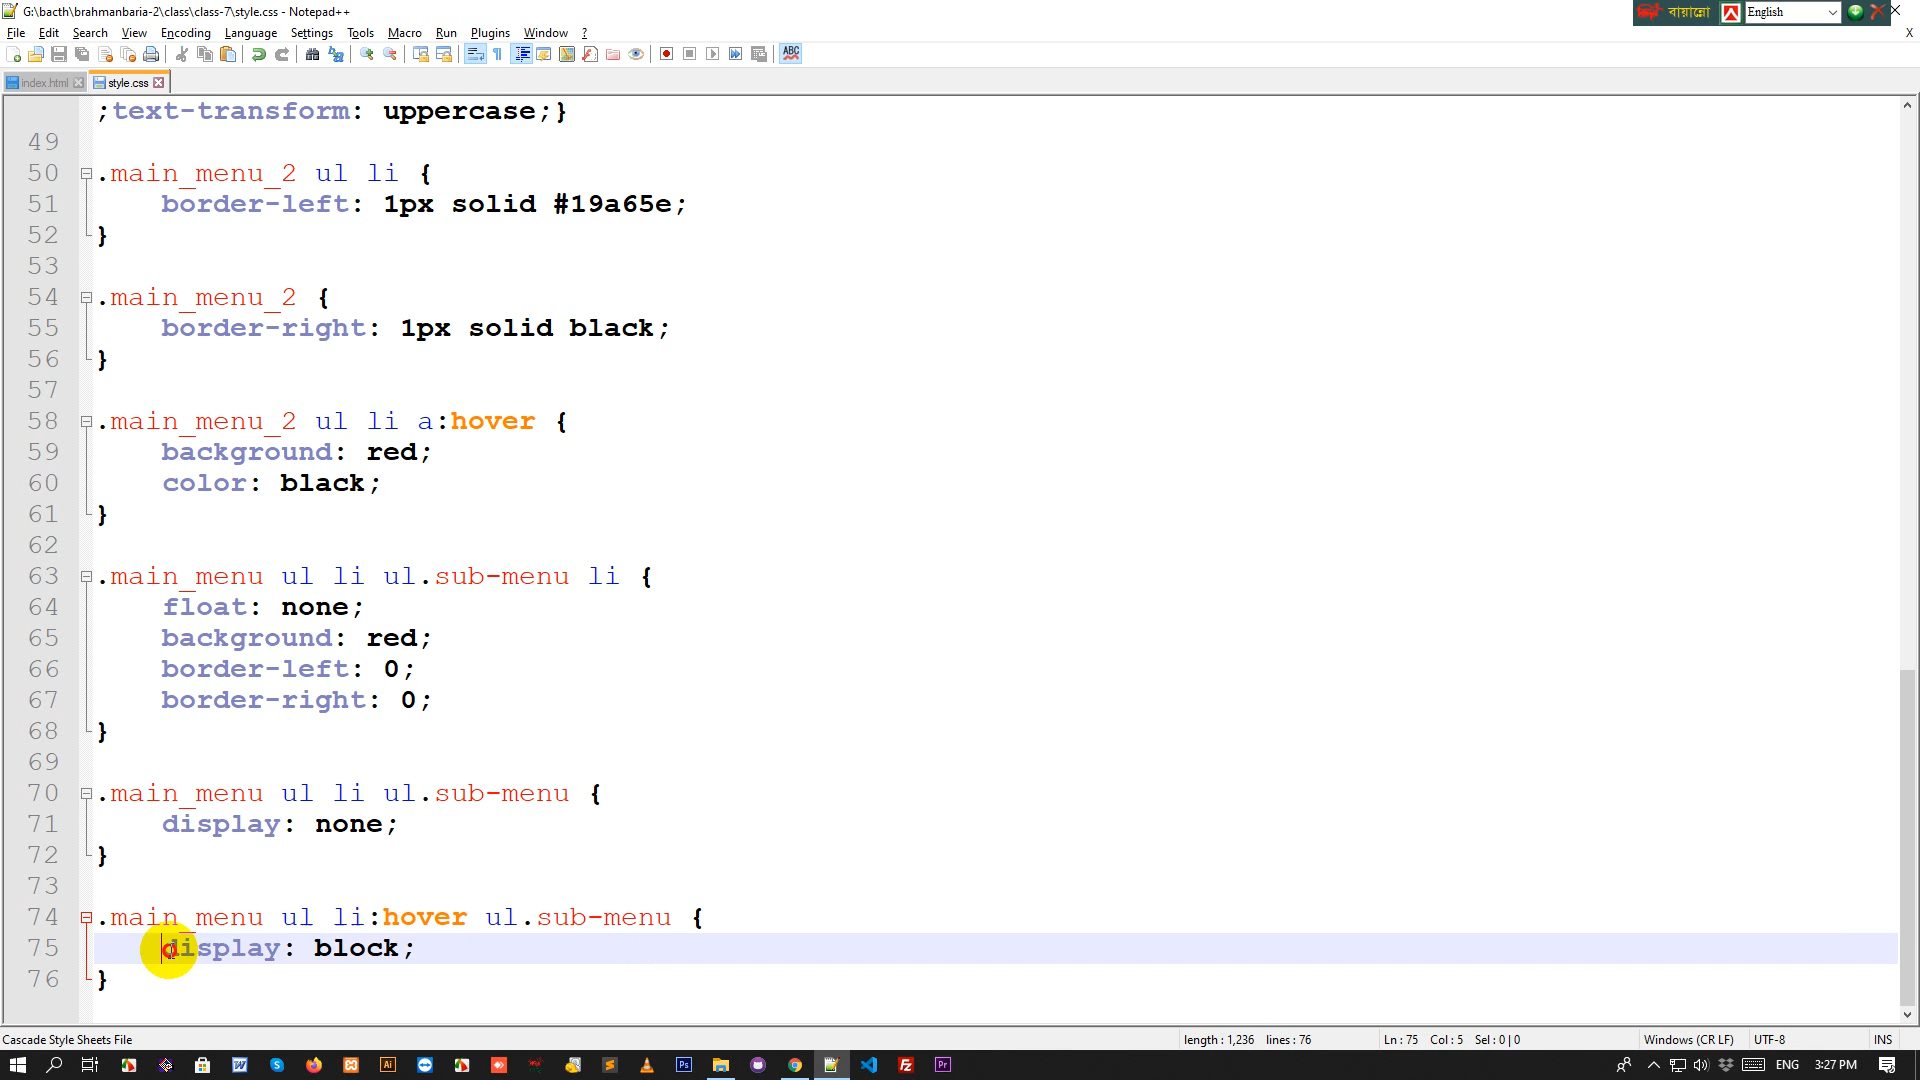 G:\bacth\brahmanbaria-2\class\class-7\style.css - Notepad++
বায়ান্নো
English
File Edit Search View Encoding Language Settings Tools Macro Run Plugins Window ? X
ABC
index.html style.css
;text-transform: uppercase;}
49
50 .main_menu_2 ul li {
51 border-left: 1px solid #19a65e;
52 }
53
54 .main_menu_2 {
55 border-right: 1px solid black;
56 }
57
58 .main_menu_2 ul li a:hover {
59 background: red;
60 color: black;
61 }
62
63 .main_menu ul li ul.sub-menu li {
64 float: none;
65 background: red;
66 border-left: 0;
67 border-right: 0;
68 }
69
70 .main_menu ul li ul.sub-menu {
71 display: none;
72 }
73
74 .main_menu ul li:hover ul.sub-menu {
75 display: block;
76 }
Cascade Style Sheets File length : 1,236 lines : 76 Ln : 75 Col : 5 Sel : 0 | 0 Windows (CR LF) UTF-8 INS
ENG 3:27 PM